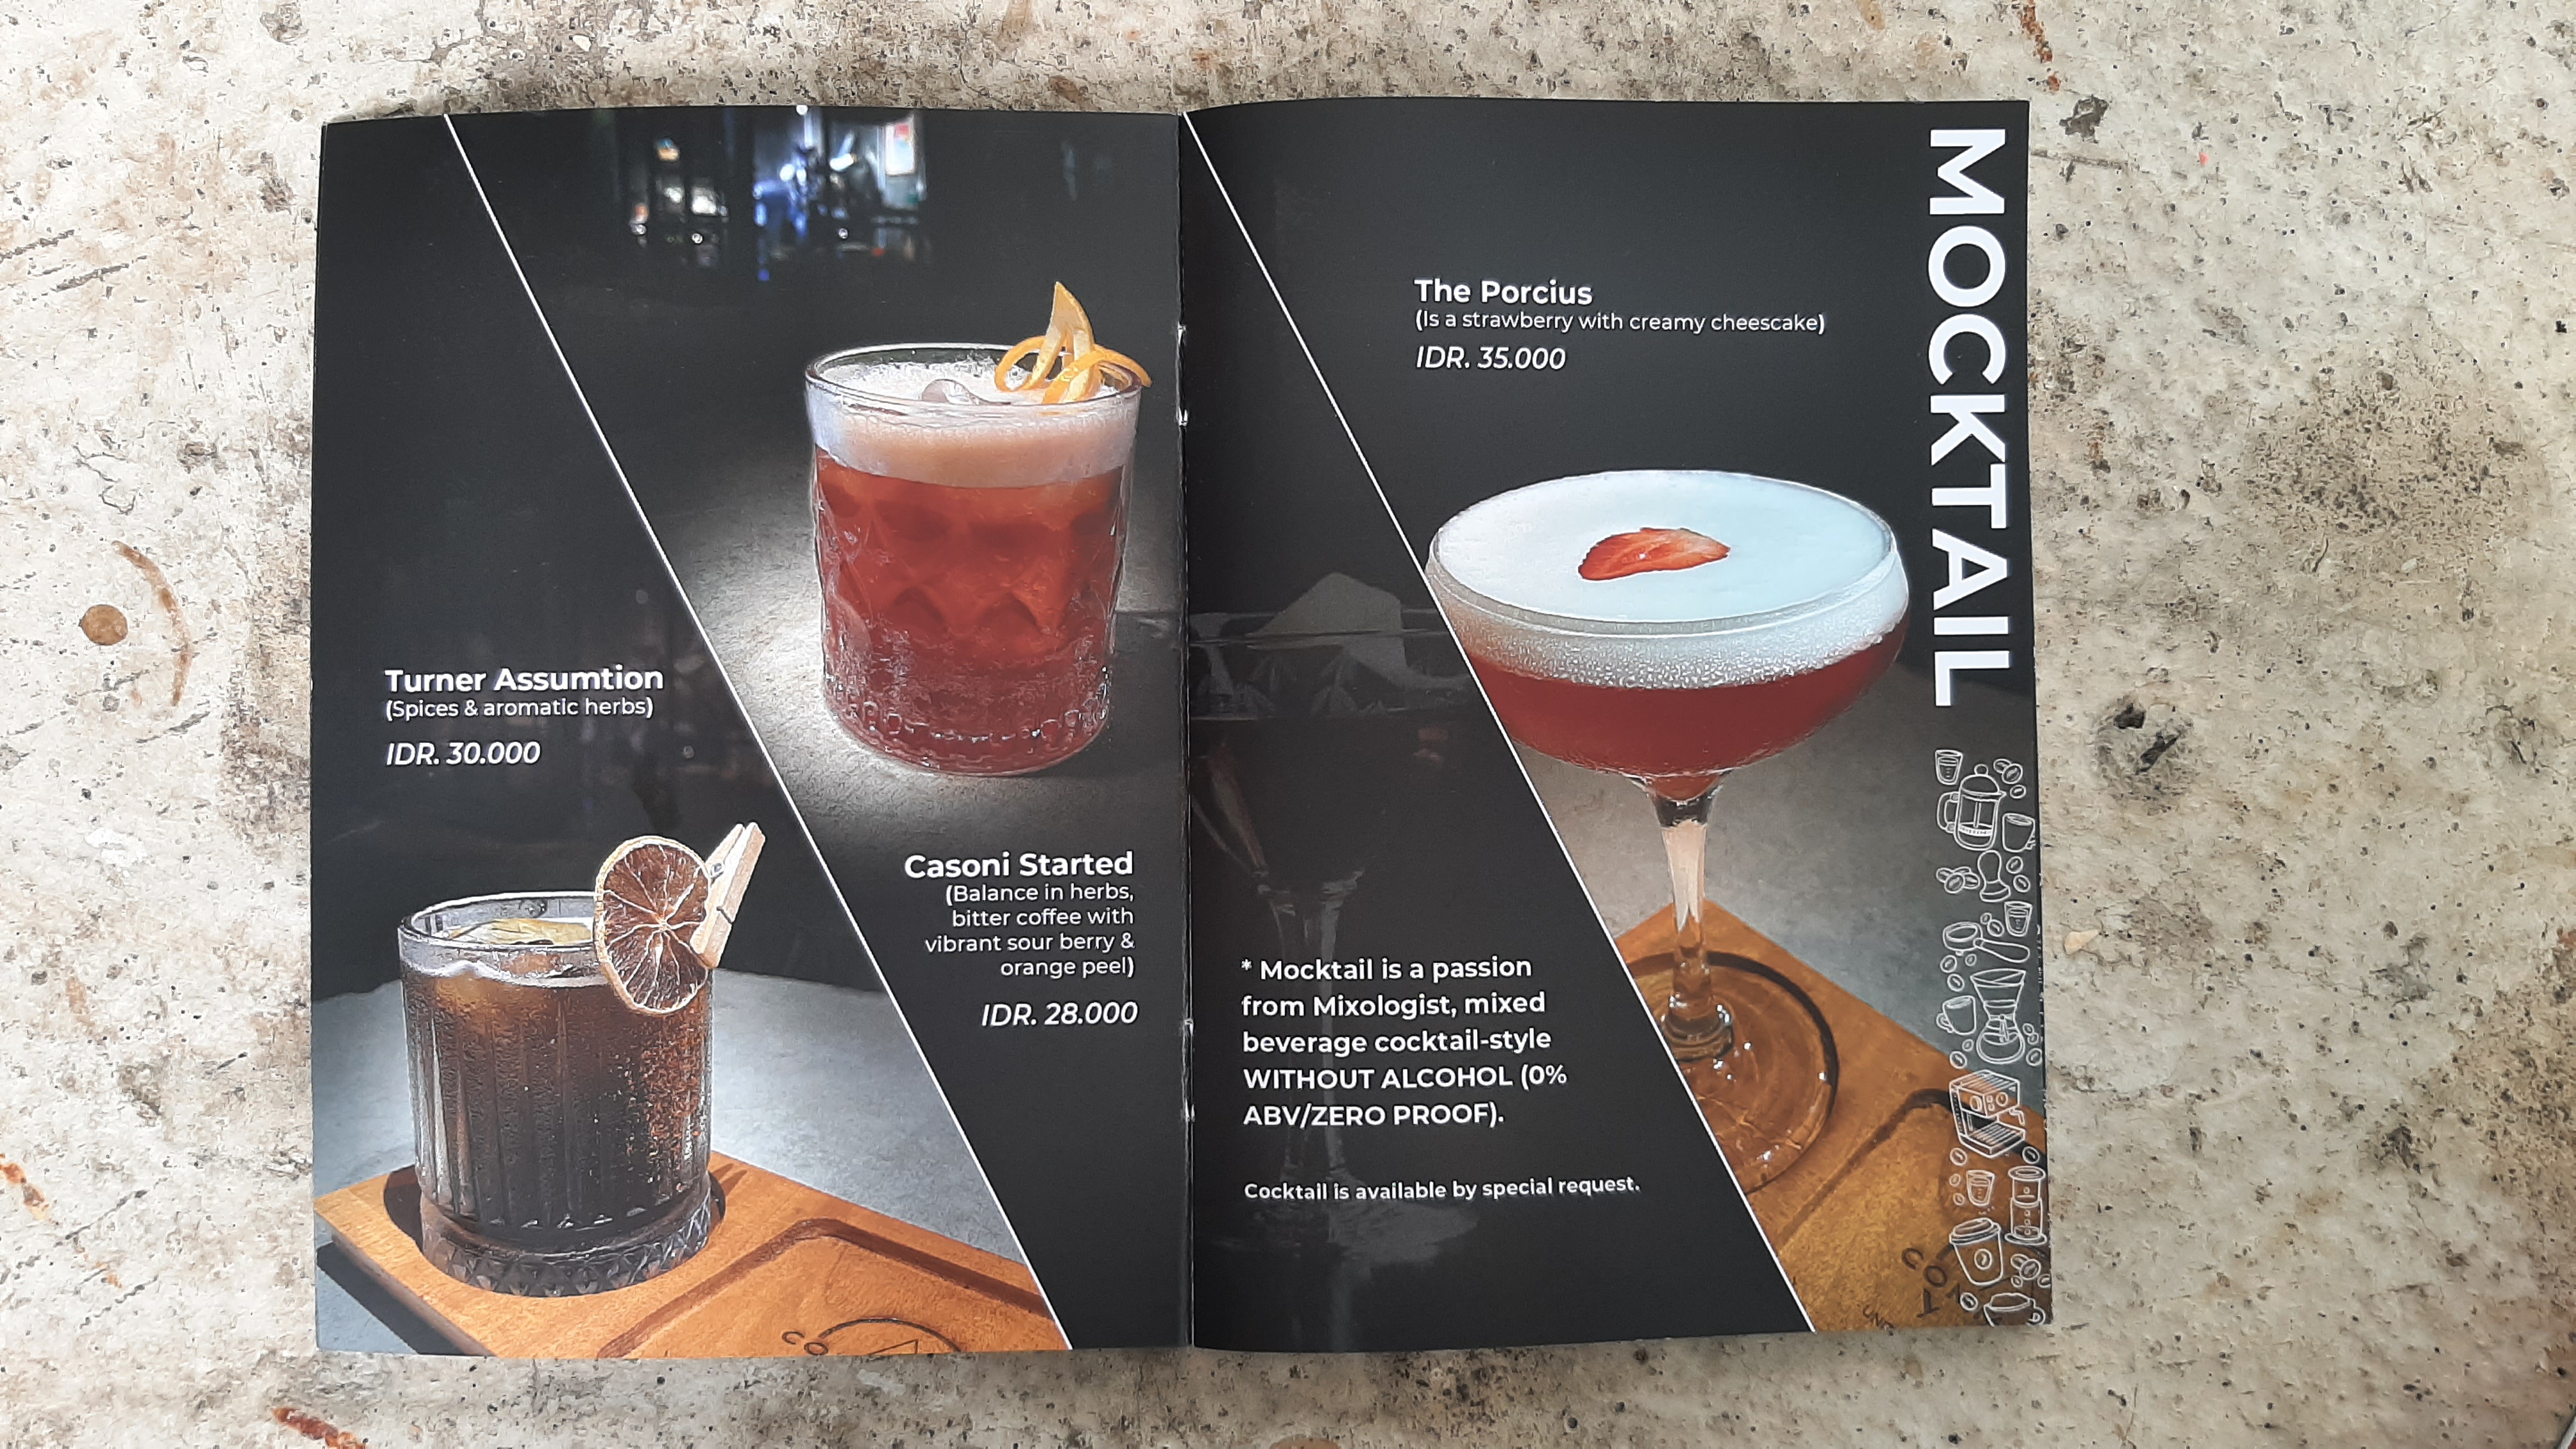 Turner Assumtion
(Spices & aromatic herbs)
IDR. 30.000
Casoni Started
(Balance in herbs,
bitter coffee with
vibrant sour berry &
orange peel)
IDR. 28.000
The Porcius
(Is a strawberry with creamy cheescake)
IDR. 35.000
MOCKTAIL
* Mocktail is a passion
from Mixologist, mixed
beverage cocktail-style
WITHOUT ALCOHOL (0%
ABV/ZERO PROOF).
Cocktail is available by special request.